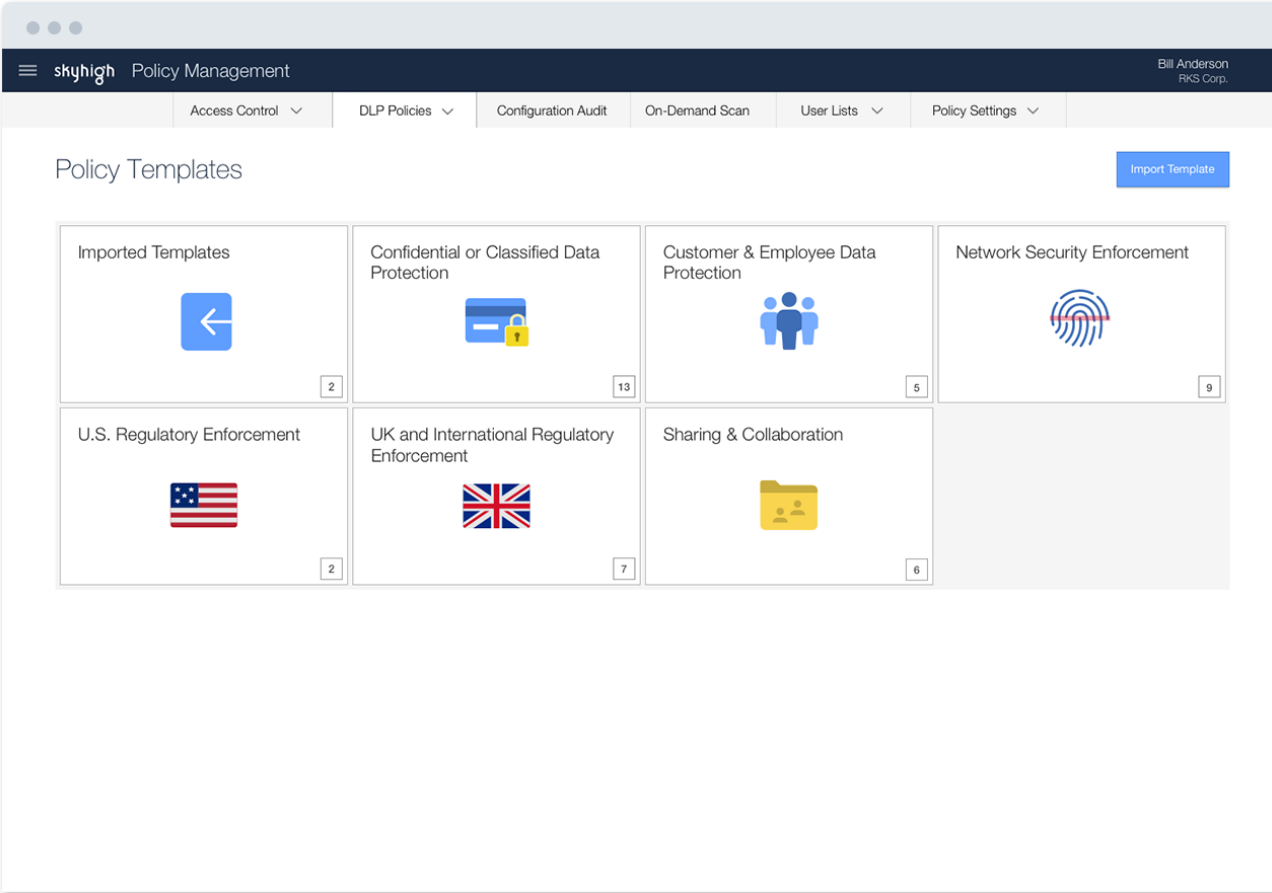 skyhigh Policy Management
Bill Anderson
RKS Corp.
Access Control
DLP Policies
Configuration Audit
On-Demand Scan
User Lists
Policy Settings
Policy Templates
Import Template
Imported Templates
2
Confidential or Classified Data
Protection
13
Customer & Employee Data
Protection
5
Network Security Enforcement
9
U.S. Regulatory Enforcement
2
UK and International Regulatory
Enforcement
7
Sharing & Collaboration
6